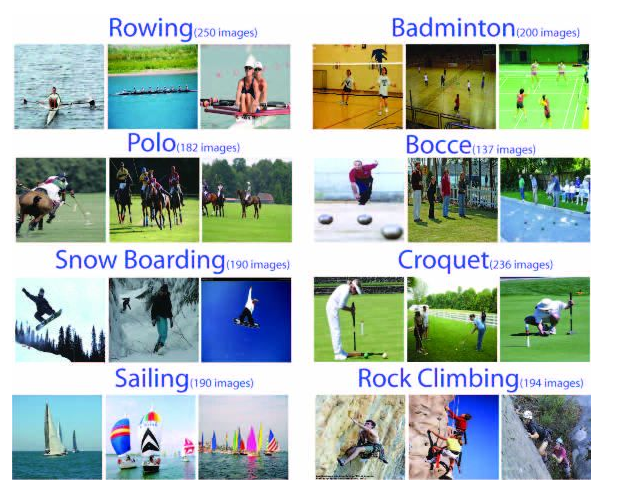 Rowing(250 images)
Badminton(200 images)
Polo(182 images)
Bocce(137 images)
Snow Boarding(190 images)
Croquet(236 images)
Sailing(190 images)
Rock Climbing(194 images)